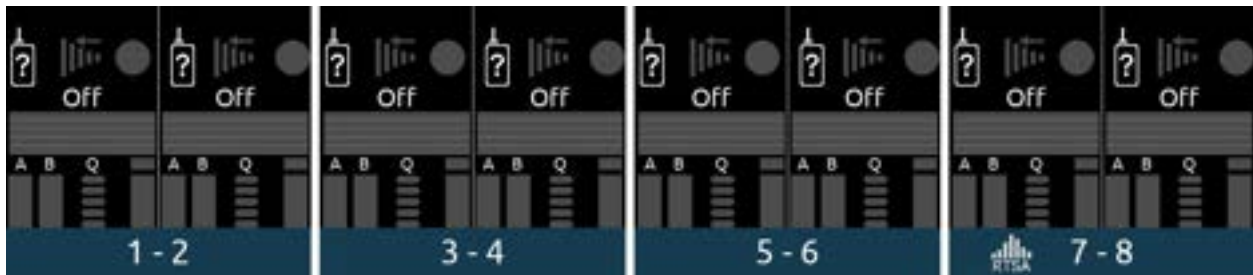 ? ? ? ? ? ? ? ?
Off Off Off Off Off Off Off Off
A B Q A B Q A B Q A B Q A B Q A B Q A B Q A B Q
1 - 2 3 - 4 5 - 6 RTSA 7 - 8